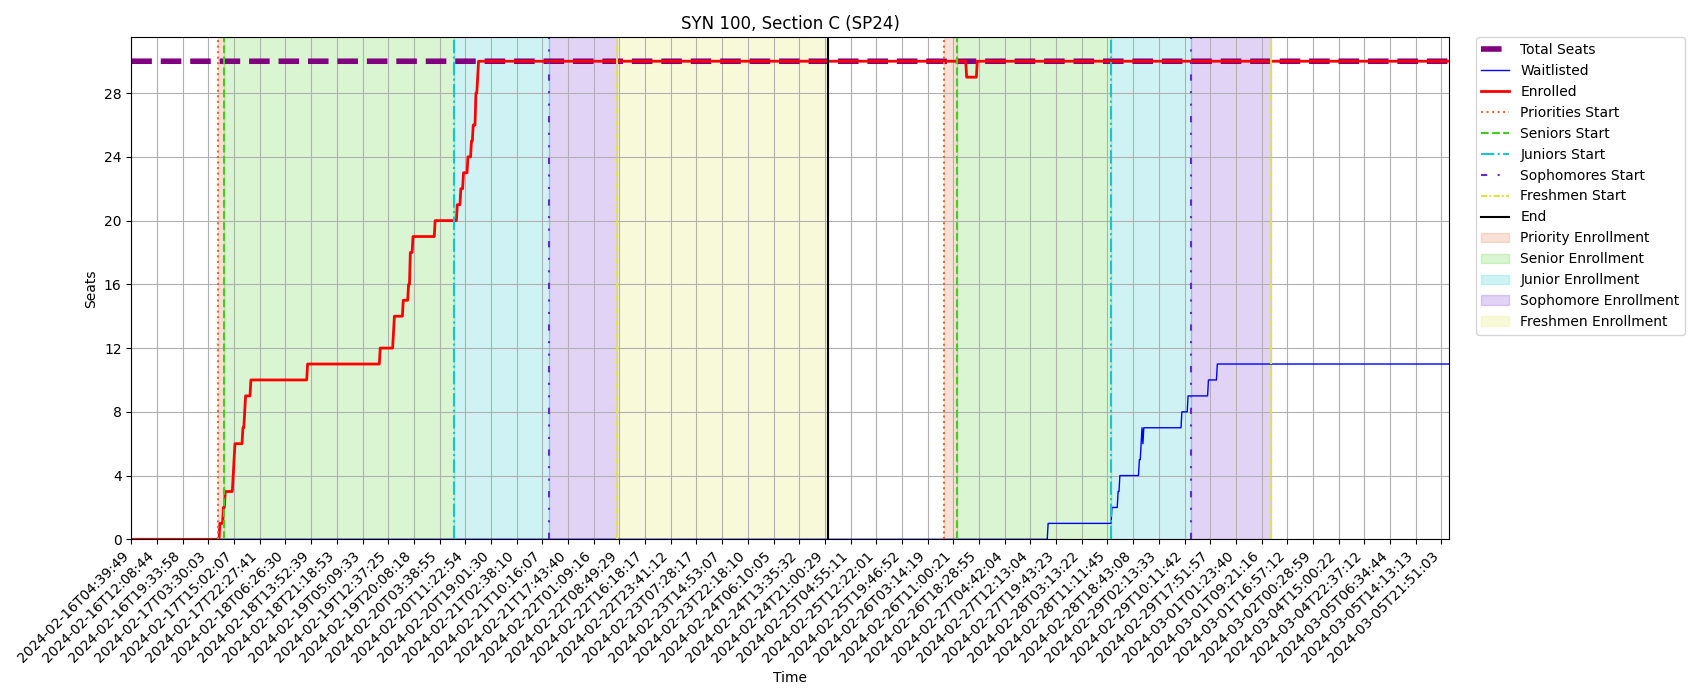 SYN 100, Section C (SP24)
Seats
28
24
20
16
12
8
4
0
2024-02-16T04:39:49
2024-02-16T12:08:44
2024-02-16T19:33:58
2024-02-17T03:30:03
2024-02-17T15:02:07
2024-02-17T22:27:41
2024-02-18T06:26:30
2024-02-18T13:52:39
2024-02-18T21:18:53
2024-02-19T05:09:33
2024-02-19T12:37:25
2024-02-19T20:08:18
2024-02-20T03:38:55
2024-02-20T11:22:54
2024-02-20T19:01:30
2024-02-21T02:38:16
2024-02-21T10:16:07
2024-02-21T17:43:40
2024-02-22T01:09:16
2024-02-22T08:49:29
2024-02-22T16:18:17
2024-02-22T23:41:12
2024-02-23T07:28:17
2024-02-23T14:53:07
2024-02-23T22:18:10
2024-02-24T06:10:05
2024-02-24T13:35:32
2024-02-24T21:00:29
2024-02-25T04:55:11
2024-02-25T12:22:01
2024-02-25T19:46:52
2024-02-26T03:14:19
2024-02-26T11:00:21
2024-02-26T18:28:55
2024-02-27T04:42:04
2024-02-27T12:13:04
2024-02-27T19:43:23
2024-02-28T03:13:22
2024-02-28T11:11:45
2024-02-28T18:43:08
2024-02-29T02:13:33
2024-02-29T10:11:42
2024-02-29T17:51:57
2024-03-01T01:23:40
2024-03-01T09:21:16
2024-03-01T16:57:12
2024-03-02T00:28:59
2024-03-04T15:00:22
2024-03-04T22:37:12
2024-03-05T06:34:44
2024-03-05T14:13:13
2024-03-05T21:51:03
Time
Total Seats
Waitlisted
Enrolled
Priorities Start
Seniors Start
Juniors Start
Sophomores Start
Freshmen Start
End
Priority Enrollment
Senior Enrollment
Junior Enrollment
Sophomore Enrollment
Freshmen Enrollment